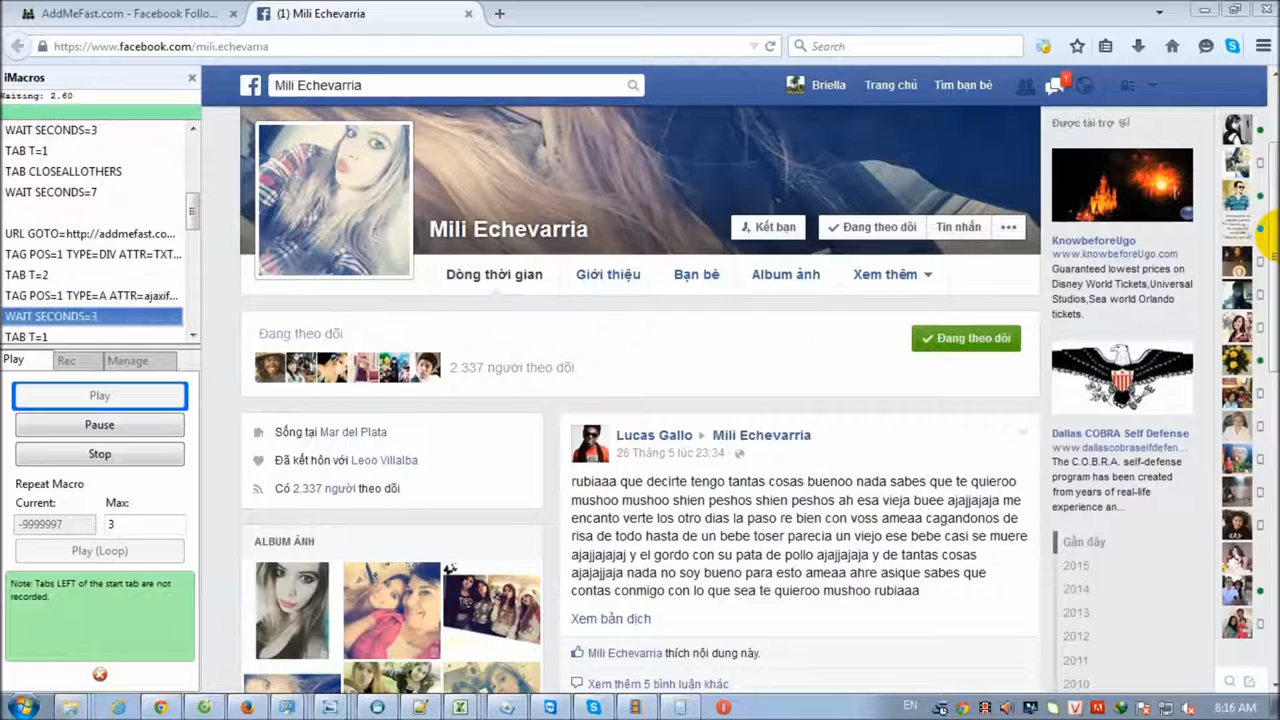 AddMeFast.com - Facebook Follo...
(1) Mili Echevarria
https://www.facebook.com/mili.echevarria
Search
iMacros
Waiting: 2.60
WAIT SECONDS=3
TAB T=1
TAB CLOSEALLOTHERS
WAIT SECONDS=7
URL GOTO=http://addmefast.co...
TAG POS=1 TYPE=DIV ATTR=TXT...
TAB T=2
TAG POS=1 TYPE=A ATTR=ajaxif...
WAIT SECONDS=3
TAB T=1
Play
Rec
Manage
Play
Pause
Stop
Repeat Macro
Current:
Max:
-9999997
3
Play (Loop)
Note: Tabs LEFT of the start tab are not
recorded.
Mili Echevarria
Briella
Trang chủ
Tìm bạn bè
1
Mili Echevarria
Kết bạn
Đang theo dõi
Tin nhắn
Dòng thời gian
Giới thiệu
Bạn bè
Album ảnh
Xem thêm
Đang theo dõi
Đang theo dõi
2.337 người theo dõi
Sống tại Mar del Plata
Đã kết hôn với Leoo Villalba
Có 2.337 người theo dõi
ALBUM ẢNH
Lucas Gallo ▸ Mili Echevarria
26 Tháng 5 lúc 23:34
rubiaaa que decirte tengo tantas cosas buenoo nada sabes que te quieroo
mushoo mushoo shien peshos shien peshos ah esa vieja buee ajajjajaja me
encanto verte los otro dias la paso re bien con voss ameaa cagandonos de
risa de todo hasta de un bebe toser parecia un viejo ese bebe casi se muere
ajajjajajaj y el gordo con su pata de pollo ajajjajaja y de tantas cosas
ajajajjaja nada no soy bueno para esto ameaa ahre asique sabes que
contas conmigo con lo que sea te quieroo mushoo rubiaaa
Xem bản dịch
Mili Echevarria thích nội dung này.
Xem thêm 5 bình luận khác
Được tài trợ
KnowbeforeUgo
www.knowbeforeUgo.com
Guaranteed lowest prices on
Disney World Tickets,Universal
Studios,Sea world Orlando
tickets.
Dallas COBRA Self Defense
www.dallascobraselfdefen...
The C.O.B.R.A. self-defense
program has been created
from years of real-life
experience an...
Gần đây
2015
2014
2013
2012
2011
2010
EN
8:16 AM